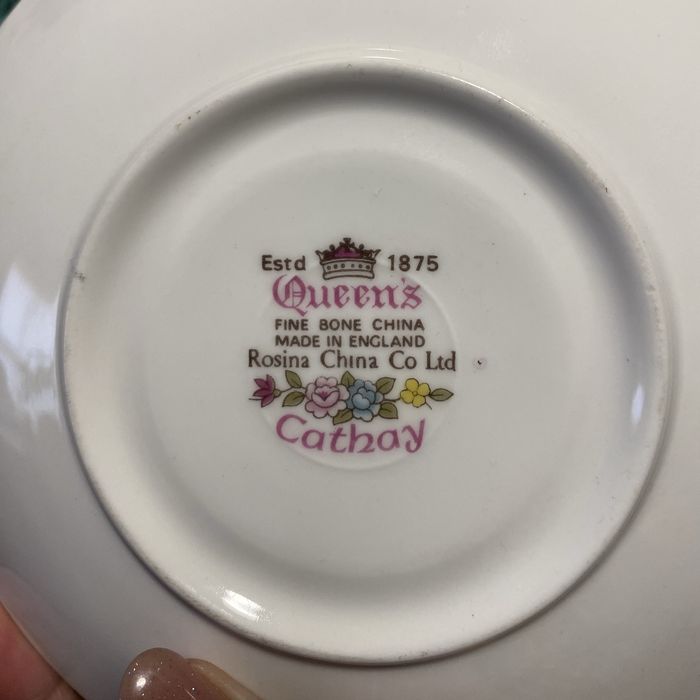 Estd 1875
Queen's
FINE BONE CHINA
MADE IN ENGLAND
Rosina China Co Ltd
Cathay